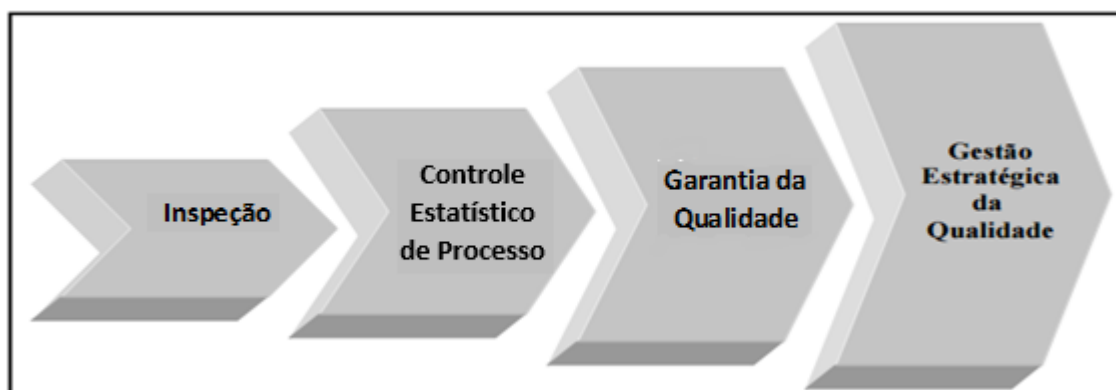 Inspeção
Controle
Estatístico
de Processo
Garantia da
Qualidade
Gestão
Estratégica
da
Qualidade